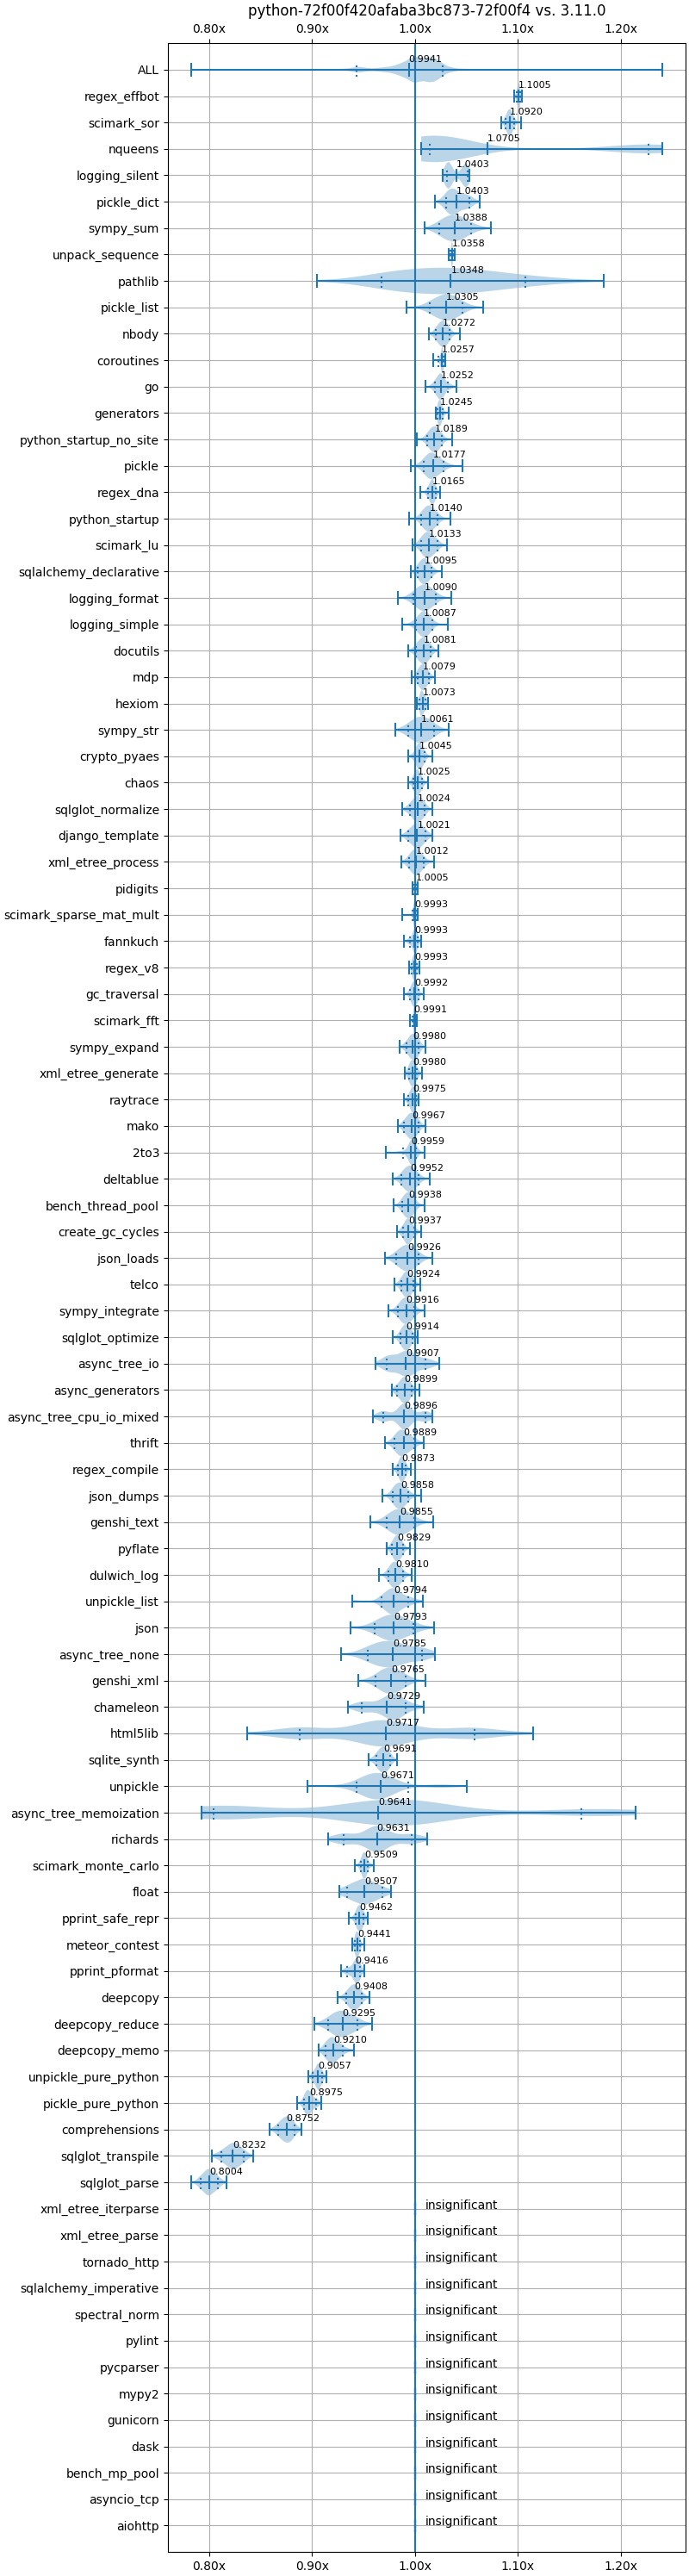 python-72f00f420afaba3bc873-72f00f4 vs. 3.11.0
0.80x 0.90x 1.00x 1.10x 1.20x
ALL 0.9941
regex_effbot 1.1005
scimark_sor 1.0920
nqueens 1.0705
logging_silent 1.0403
pickle_dict 1.0403
sympy_sum 1.0388
unpack_sequence 1.0358
pathlib 1.0348
pickle_list 1.0305
nbody 1.0272
coroutines 1.0257
go 1.0252
generators 1.0245
python_startup_no_site 1.0189
pickle 1.0177
regex_dna 1.0165
python_startup 1.0140
scimark_lu 1.0133
sqlalchemy_declarative 1.0095
logging_format 1.0090
logging_simple 1.0087
docutils 1.0081
mdp 1.0079
hexiom 1.0073
sympy_str 1.0061
crypto_pyaes 1.0045
chaos 1.0025
sqlglot_normalize 1.0024
django_template 1.0021
xml_etree_process 1.0012
pidigits 1.0005
scimark_sparse_mat_mult 0.9993
fannkuch 0.9993
regex_v8 0.9993
gc_traversal 0.9992
scimark_fft 0.9991
sympy_expand 0.9980
xml_etree_generate 0.9980
raytrace 0.9975
mako 0.9967
2to3 0.9959
deltablue 0.9952
bench_thread_pool 0.9938
create_gc_cycles 0.9937
json_loads 0.9926
telco 0.9924
sympy_integrate 0.9916
sqlglot_optimize 0.9914
async_tree_io 0.9907
async_generators 0.9899
async_tree_cpu_io_mixed 0.9896
thrift 0.9889
regex_compile 0.9873
json_dumps 0.9858
genshi_text 0.9855
pyflate 0.9829
dulwich_log 0.9810
unpickle_list 0.9794
json 0.9793
async_tree_none 0.9785
genshi_xml 0.9765
chameleon 0.9729
html5lib 0.9717
sqlite_synth 0.9691
unpickle 0.9671
async_tree_memoization 0.9641
richards 0.9631
scimark_monte_carlo 0.9509
float 0.9507
pprint_safe_repr 0.9462
meteor_contest 0.9441
pprint_pformat 0.9416
deepcopy 0.9408
deepcopy_reduce 0.9295
deepcopy_memo 0.9210
unpickle_pure_python 0.9057
pickle_pure_python 0.8975
comprehensions 0.8752
sqlglot_transpile 0.8232
sqlglot_parse 0.8004
xml_etree_iterparse insignificant
xml_etree_parse insignificant
tornado_http insignificant
sqlalchemy_imperative insignificant
spectral_norm insignificant
pylint insignificant
pycparser insignificant
mypy2 insignificant
gunicorn insignificant
dask insignificant
bench_mp_pool insignificant
asyncio_tcp insignificant
aiohttp insignificant
0.80x 0.90x 1.00x 1.10x 1.20x